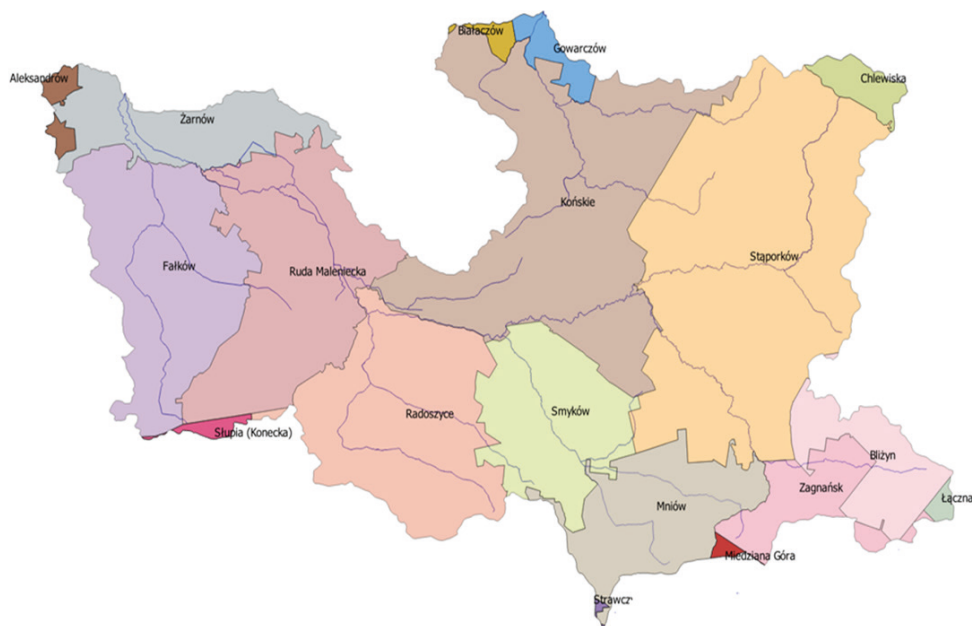 Białaczów
Gowarczów
Aleksandrów
Chlewiska
Żarnów
Końskie
Stąporków
Fałków
Ruda Maleniecka
Radoszyce
Smyków
Słupia (Konecka)
Bliżyn
Zagnańsk
Łączna
Mniów
Miedziana Góra
Strawcz